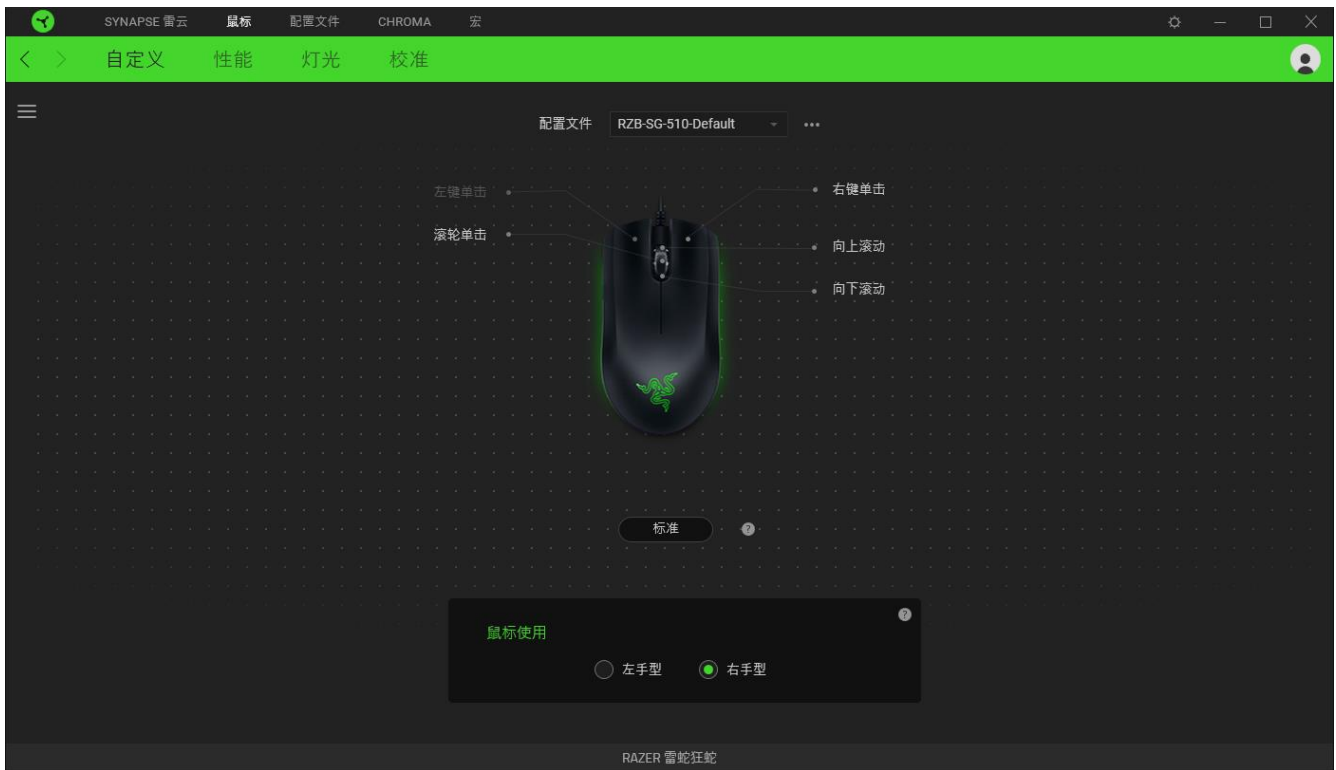 SYNAPSE 雷云 鼠标 配置文件 CHROMA 宏
自定义 性能 灯光 校准
配置文件 RZB-SG-510-Default
左键单击 右键单击
滚轮单击 向上滚动
向下滚动
标准 ?
鼠标使用 ?
左手型 右手型
RAZER 雷蛇狂蛇